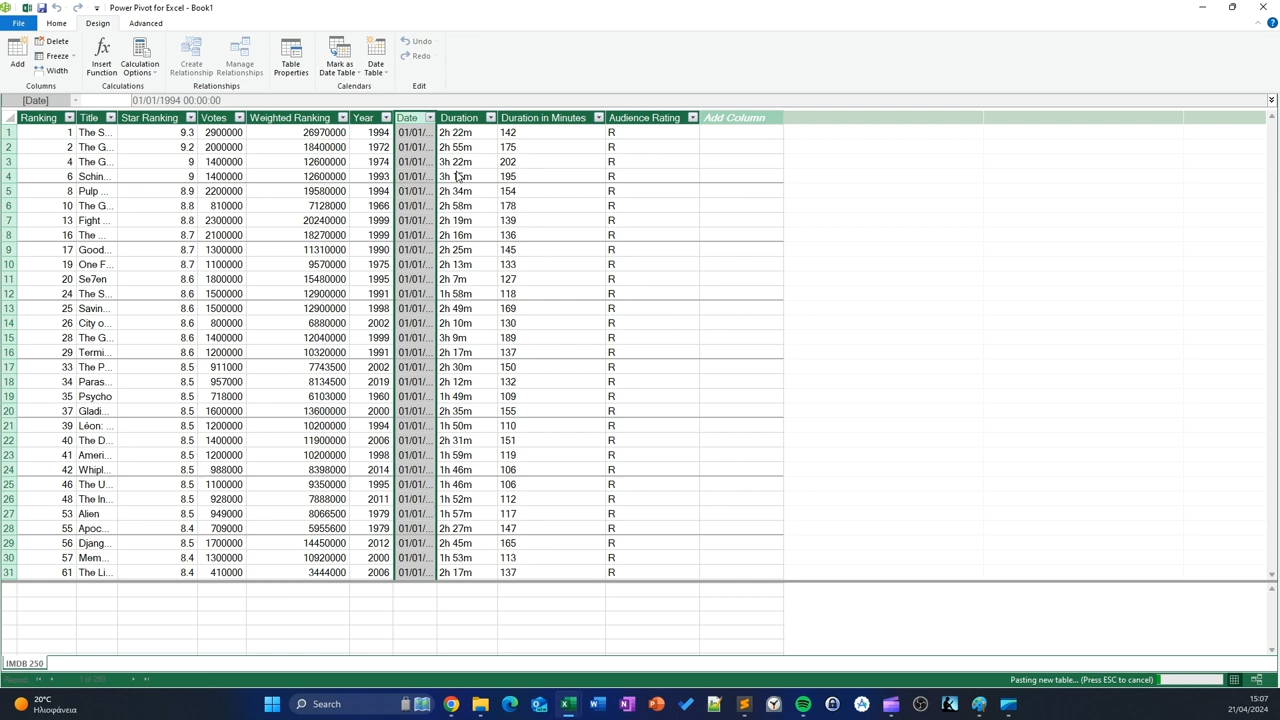 Power Pivot for Excel - Book1
File Home Design Advanced
Add
Delete
Freeze
Width
Columns
Insert Function
Calculation Options
Calculations
Create Relationship
Manage Relationships
Relationships
Table Properties
Mark as Date Table
Date Table
Calendars
Undo
Redo
Edit
[Date] 01/01/1994 00:00:00
Ranking Title Star Ranking Votes Weighted Ranking Year Date Duration Duration in Minutes Audience Rating Add Column
1 1 The S... 9.3 2900000 26970000 1994 01/01/... 2h 22m 142 R
2 2 The G... 9.2 2000000 18400000 1972 01/01/... 2h 55m 175 R
3 4 The G... 9 1400000 12600000 1974 01/01/... 3h 22m 202 R
4 6 Schin... 9 1400000 12600000 1993 01/01/... 3h 15m 195 R
5 8 Pulp ... 8.9 2200000 19580000 1994 01/01/... 2h 34m 154 R
6 10 The G... 8.8 810000 7128000 1966 01/01/... 2h 58m 178 R
7 13 Fight ... 8.8 2300000 20240000 1999 01/01/... 2h 19m 139 R
8 16 The ... 8.7 2100000 18270000 1999 01/01/... 2h 16m 136 R
9 17 Good... 8.7 1300000 11310000 1990 01/01/... 2h 25m 145 R
10 19 One F... 8.7 1100000 9570000 1975 01/01/... 2h 13m 133 R
11 20 Se7en 8.6 1800000 15480000 1995 01/01/... 2h 7m 127 R
12 24 The S... 8.6 1500000 12900000 1991 01/01/... 1h 58m 118 R
13 25 Savin... 8.6 1500000 12900000 1998 01/01/... 2h 49m 169 R
14 26 City o... 8.6 800000 6880000 2002 01/01/... 2h 10m 130 R
15 28 The G... 8.6 1400000 12040000 1999 01/01/... 3h 9m 189 R
16 29 Termi... 8.6 1200000 10320000 1991 01/01/... 2h 17m 137 R
17 33 The P... 8.5 911000 7743500 2002 01/01/... 2h 30m 150 R
18 34 Paras... 8.5 957000 8134500 2019 01/01/... 2h 12m 132 R
19 35 Psycho 8.5 718000 6103000 1960 01/01/... 1h 49m 109 R
20 37 Gladi... 8.5 1600000 13600000 2000 01/01/... 2h 35m 155 R
21 39 Léon: ... 8.5 1200000 10200000 1994 01/01/... 1h 50m 110 R
22 40 The D... 8.5 1400000 11900000 2006 01/01/... 2h 31m 151 R
23 41 Ameri... 8.5 1200000 10200000 1998 01/01/... 1h 59m 119 R
24 42 Whipl... 8.5 988000 8398000 2014 01/01/... 1h 46m 106 R
25 46 The U... 8.5 1100000 9350000 1995 01/01/... 1h 46m 106 R
26 48 The In... 8.5 928000 7888000 2011 01/01/... 1h 52m 112 R
27 53 Alien 8.5 949000 8066500 1979 01/01/... 1h 57m 117 R
28 55 Apoc... 8.4 709000 5955600 1979 01/01/... 2h 27m 147 R
29 56 Djang... 8.5 1700000 14450000 2012 01/01/... 2h 45m 165 R
30 57 Mem... 8.4 1300000 10920000 2000 01/01/... 1h 53m 113 R
31 61 The Li... 8.4 410000 3444000 2006 01/01/... 2h 17m 137 R
IMDB 250
Record: 1 of 250 Pasting new table... (Press ESC to cancel)
20°C
Ηλιοφάνεια
Search
15:07
21/04/2024